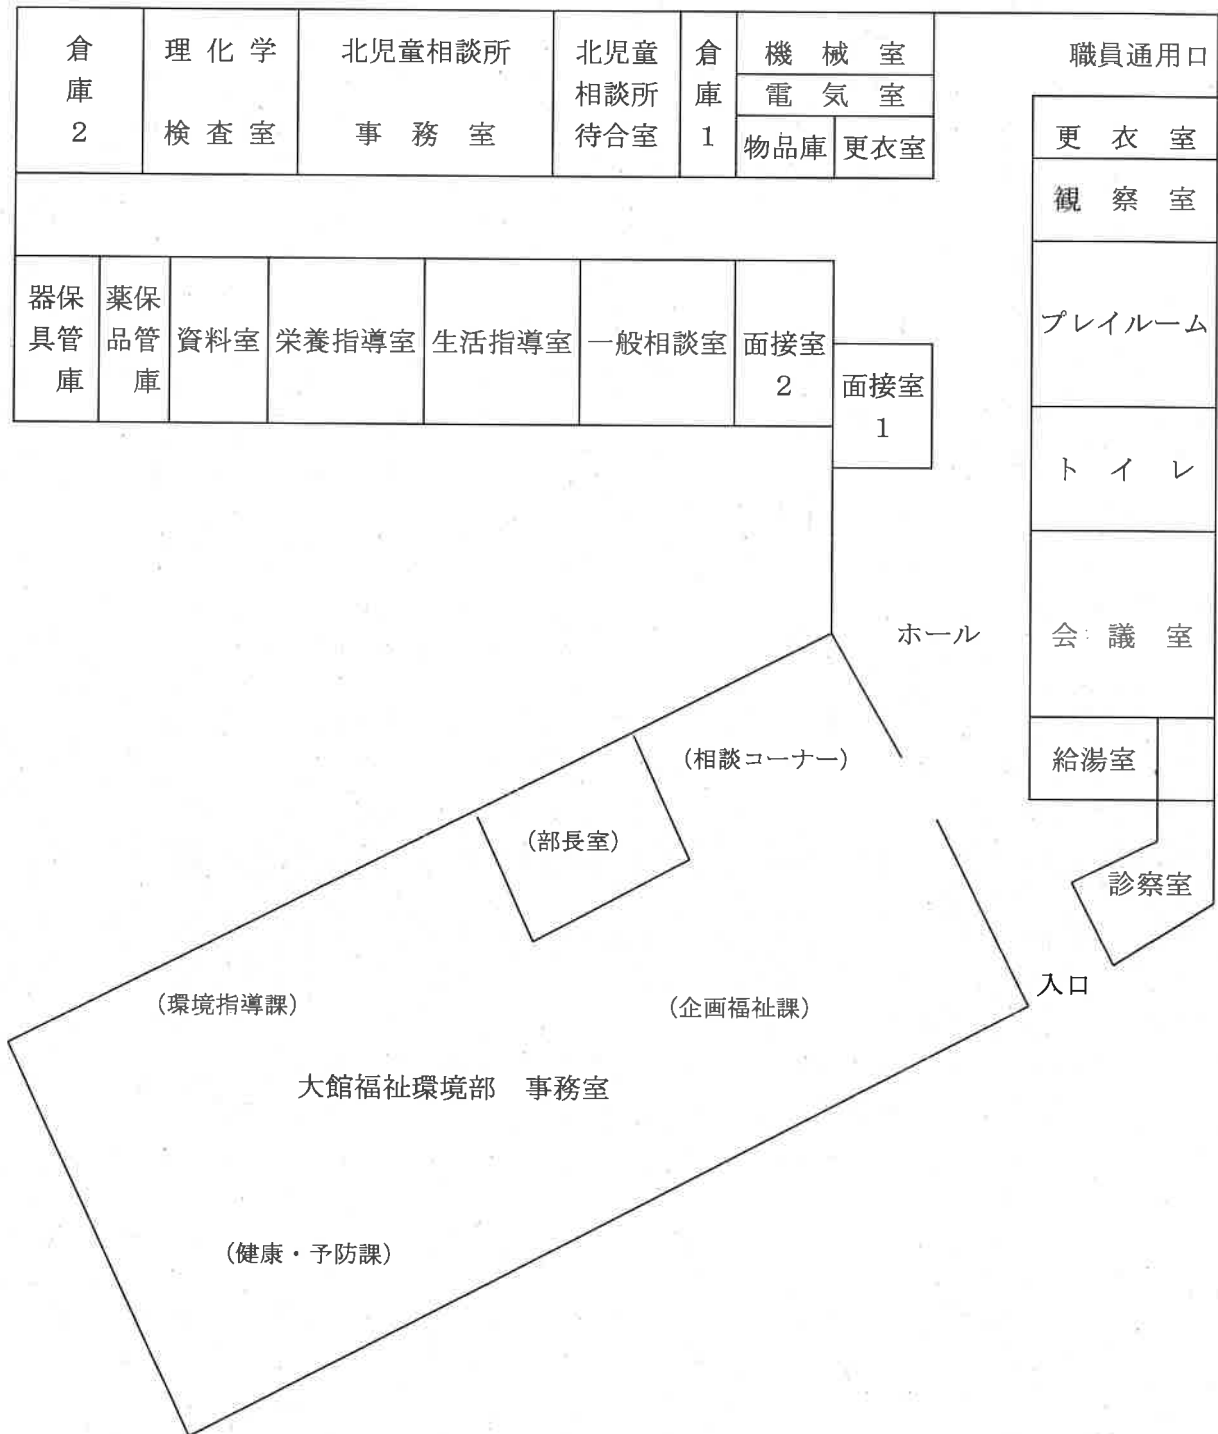 倉庫2
理化学
検査室
北児童相談所
事務室
北児童
相談所
待合室
倉庫1
機械室
電気室
物品庫
更衣室
職員通用口
更衣室
観察室
プレイルーム
トイレ
会議室
給湯室
診察室
器具保管庫
薬品保管庫
資料室
栄養指導室
生活指導室
一般相談室
面接室
2
面接室
1
ホール
(相談コーナー)
(部長室)
(環境指導課)
(企画福祉課)
入口
大館福祉環境部 事務室
(健康・予防課)